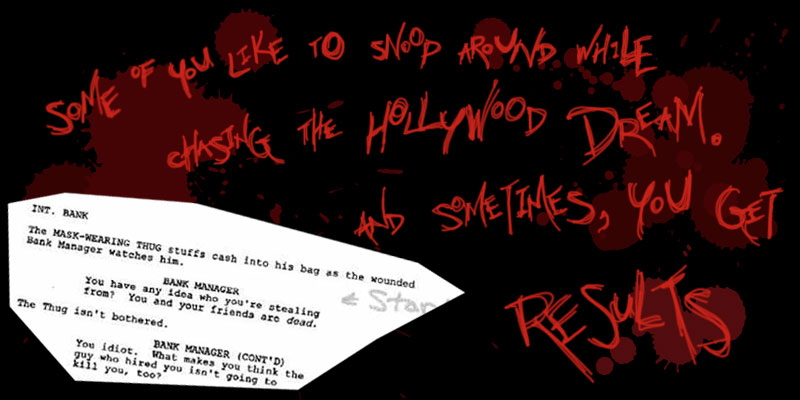 SOME OF YOU LIKE TO SNOOP AROUND WHILE
CHASING THE HOLLYWOOD DREAM.
AND SOMETIMES, YOU GET
RESULTS
INT. BANK
The MASK-WEARING THUG stuffs cash into his bag as the wounded
Bank Manager watches him.
BANK MANAGER
You have any idea who you're stealing
from? You and your friends are dead.
The Thug isn't bothered.
BANK MANAGER (CONT'D)
You idiot. What makes you think the
guy who hired you isn't going to
kill you, too?